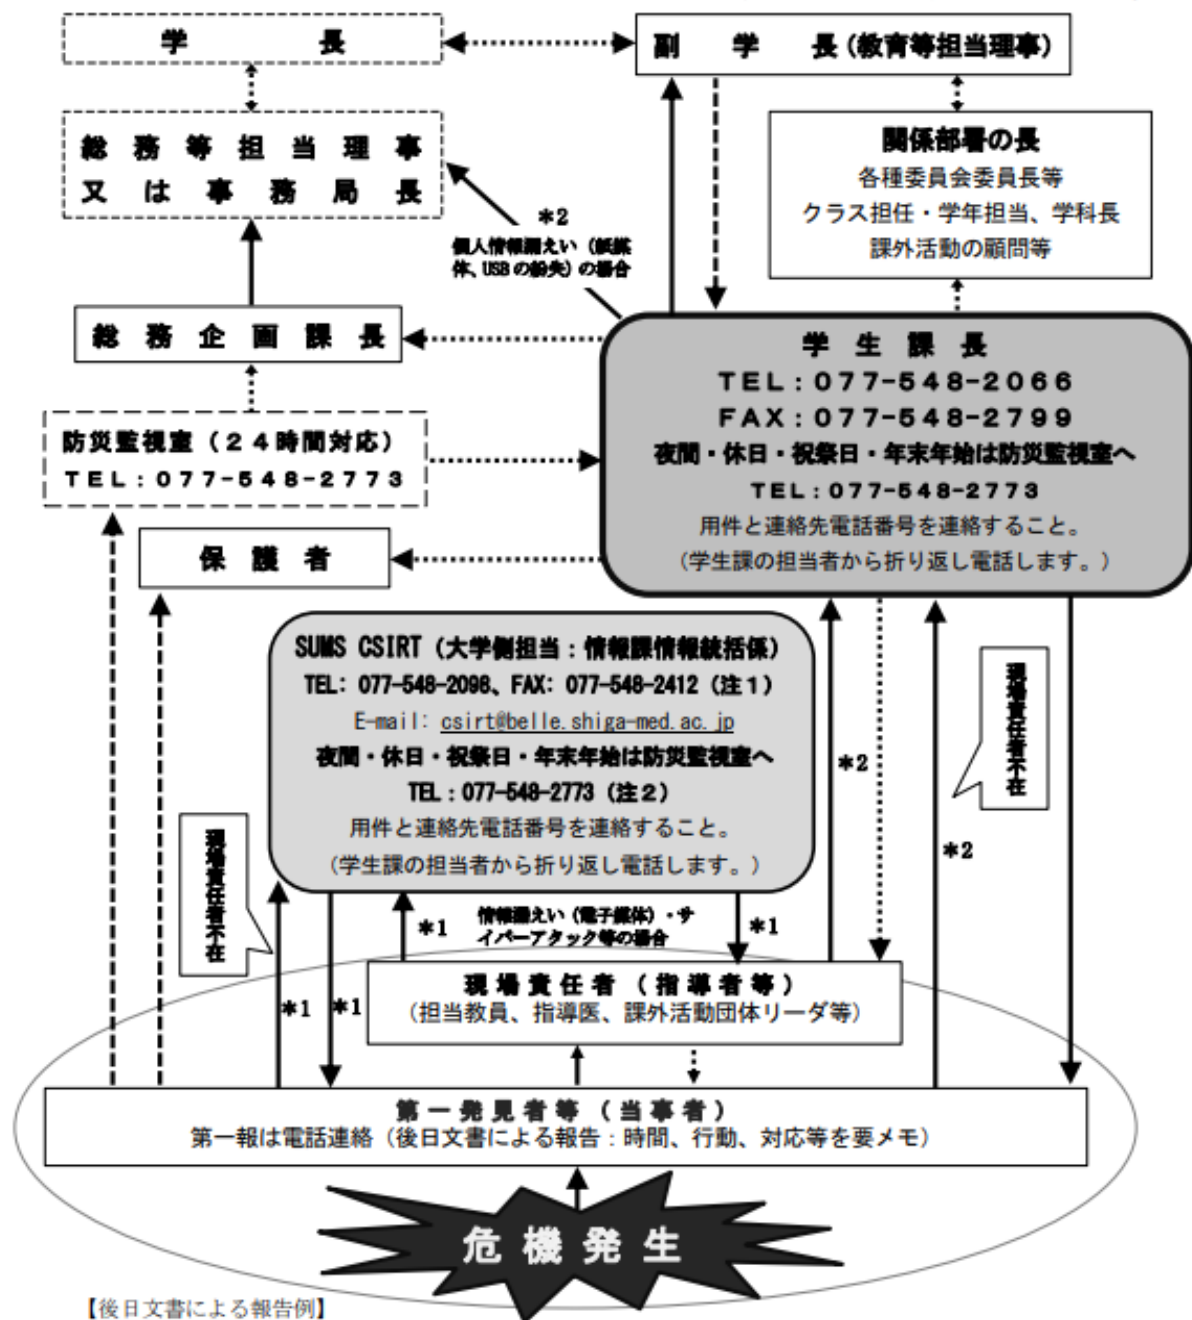 学長
副学長(教育等担当理事)
総務等担当理事
又は事務局長
関係部署の長
各種委員会委員長等
クラス担任・学年担当、学科長
課外活動の顧問等
*2
個人情報漏えい(紙媒
体、USBの紛失)の場合
総務企画課長
学生課長
TEL:077-548-2066
FAX:077-548-2799
夜間・休日・祝祭日・年末年始は防災監視室へ
TEL:077-548-2773
用件と連絡先電話番号を連絡すること。
(学生課の担当者から折り返し電話します。)
防災監視室(24時間対応)
TEL:077-548-2773
保護者
SUMS CSIRT(大学側担当:情報課情報統括係)
TEL: 077-548-2098、FAX: 077-548-2412(注1)
E-mail: csirt@belle.shiga-med.ac.jp
夜間・休日・祝祭日・年末年始は防災監視室へ
TEL:077-548-2773(注2)
用件と連絡先電話番号を連絡すること。
(学生課の担当者から折り返し電話します。)
現場責任者不在
現場責任者不在
*2
*2
*1
情報漏えい(電子媒体)・サ
イバーアタック等の場合
*1
*1
*1
現場責任者(指導者等)
(担当教員、指導医、課外活動団体リーダ等)
第一発見者等(当事者)
第一報は電話連絡(後日文書による報告:時間、行動、対応等を要メモ)
危機発生
【後日文書による報告例】